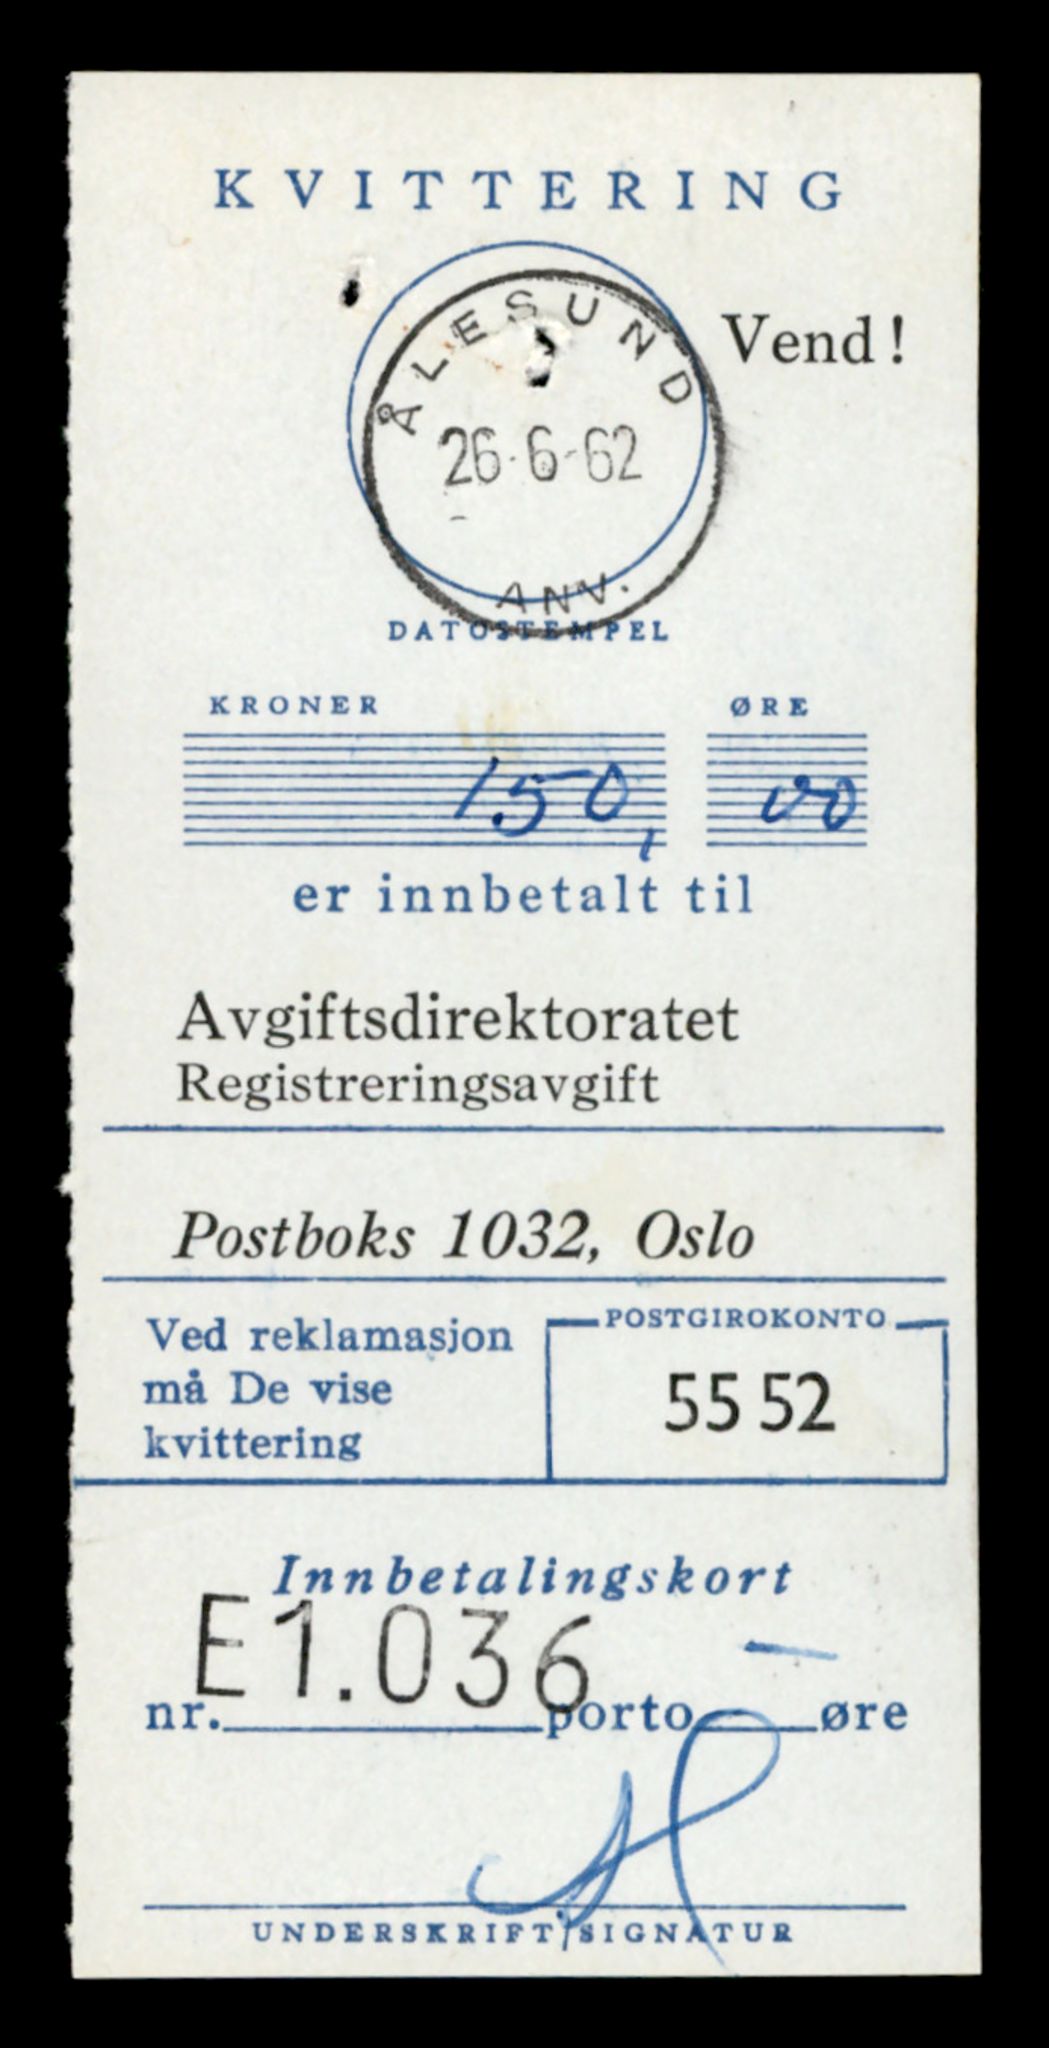 KVITTERING
ÅLESUND
Vend!
26-6-62
ANV.
DATOSTEMPEL
KRONER ØRE
150, 00
er innbetalt til
Avgiftsdirektoratet
Registreringsavgift
Postboks 1032, Oslo
Ved reklamasjon
må De vise
kvittering
POSTGIROKONTO
55 52
Innbetalingskort
E1.036 —
nr. porto øre
UNDERSKRIFT/SIGNATUR